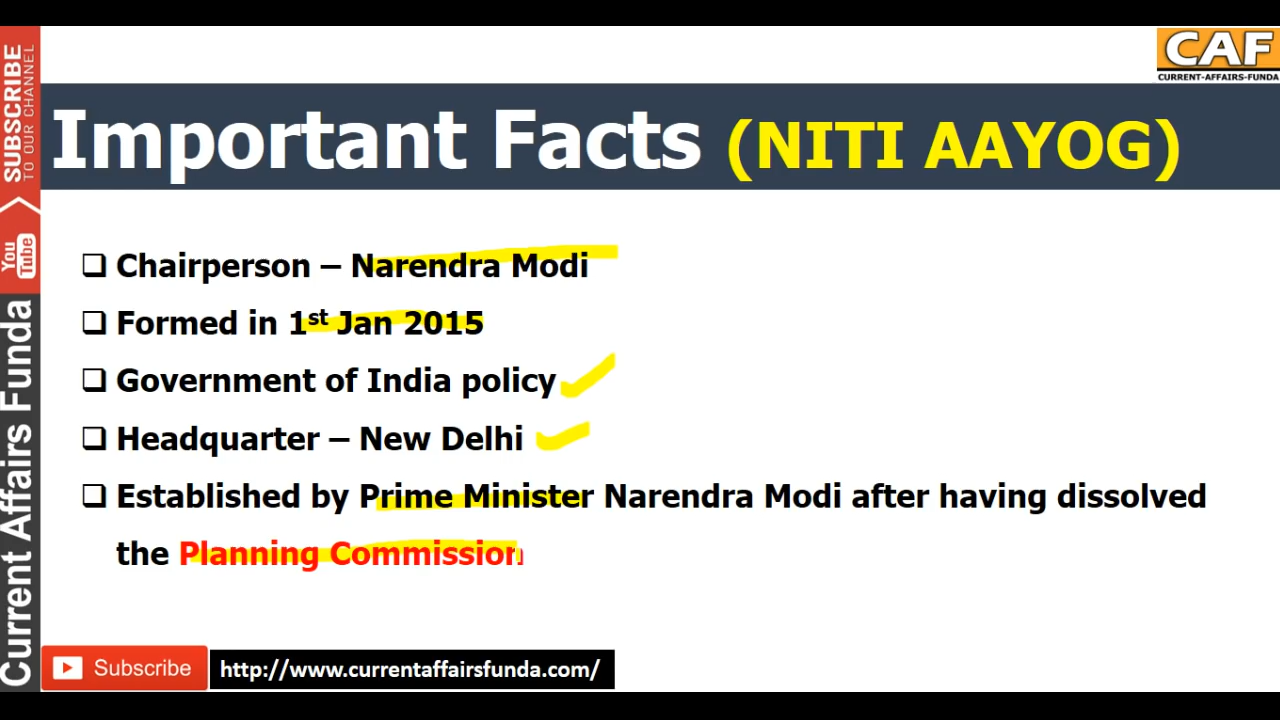 CAF
CURRENT-AFFAIRS-FUNDA
SUBSCRIBE
TO OUR CHANNEL
You Tube
Current Affairs Funda
Important Facts (NITI AAYOG)
❑ Chairperson – Narendra Modi
❑ Formed in 1st Jan 2015
❑ Government of India policy
❑ Headquarter – New Delhi
❑ Established by Prime Minister Narendra Modi after having dissolved
the Planning Commission
Subscribe
http://www.currentaffairsfunda.com/